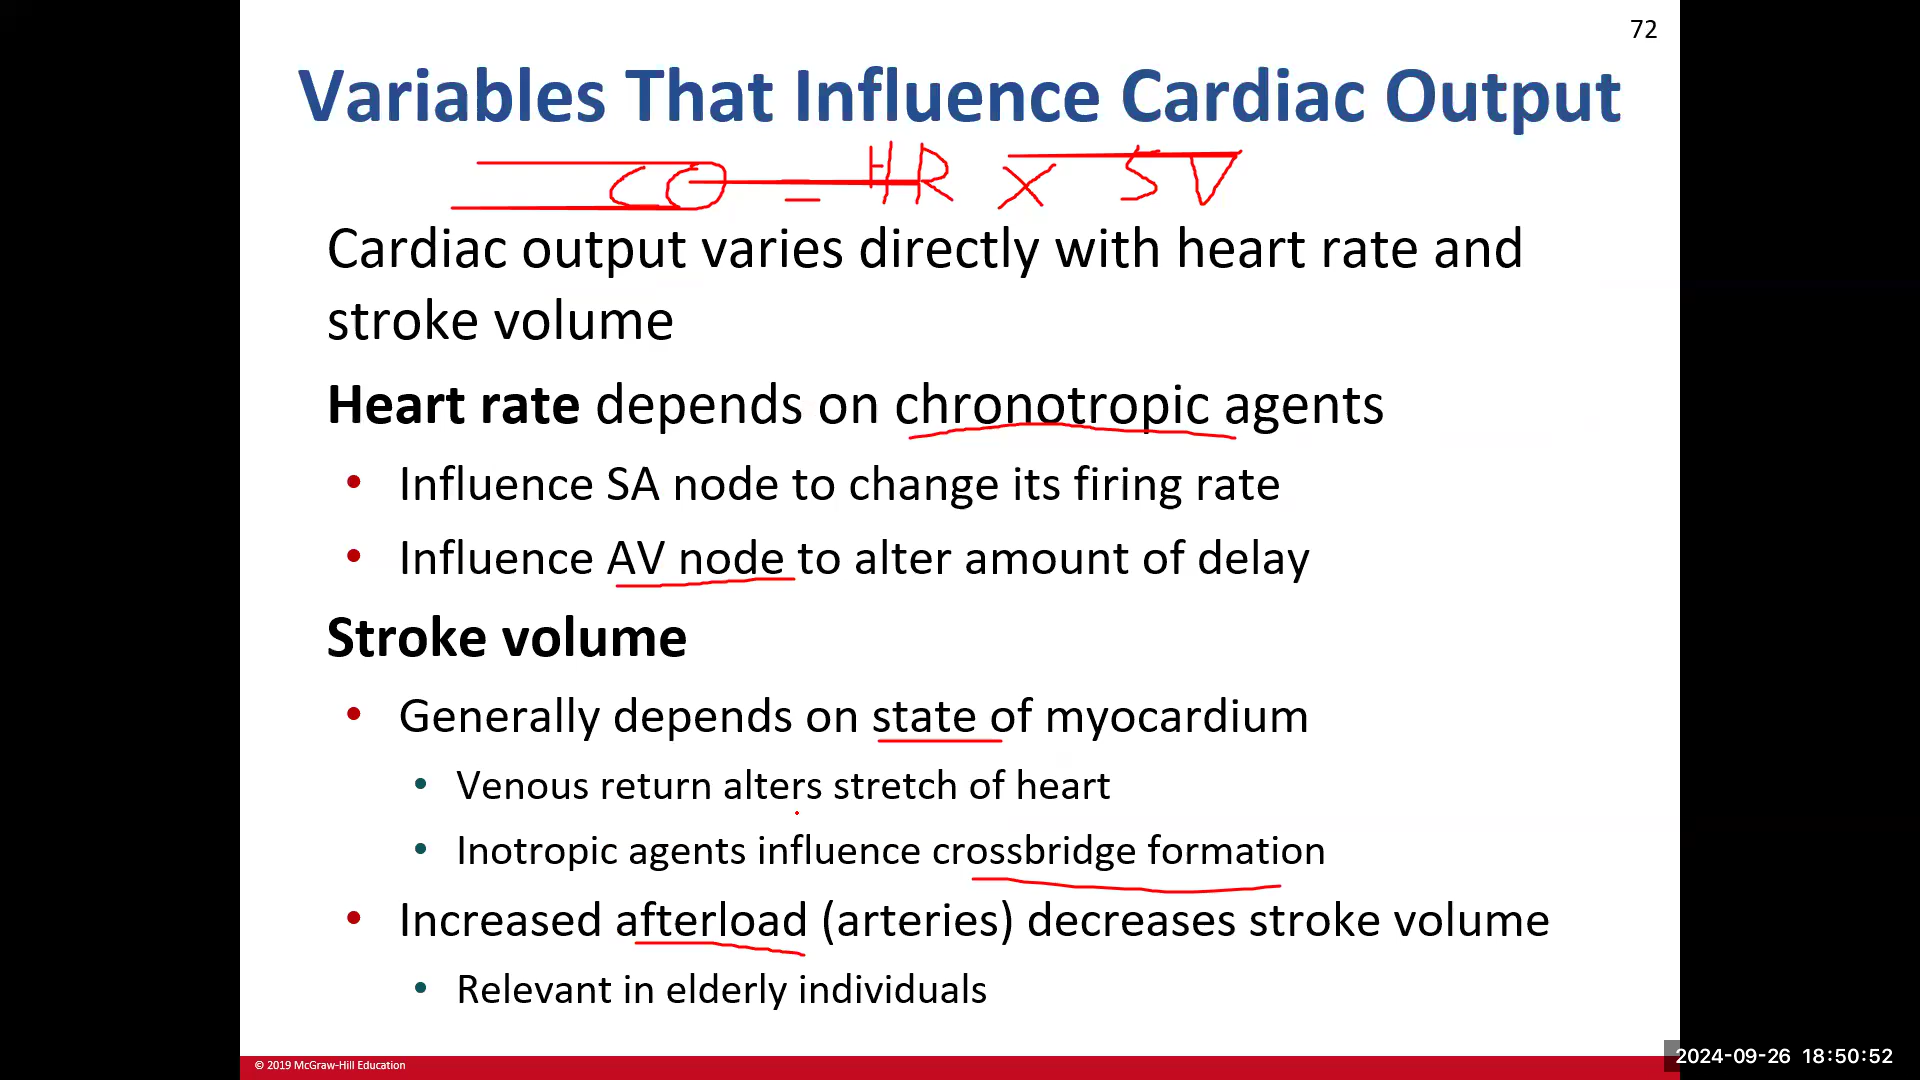 72
Variables That Influence Cardiac Output
CO = HR X SV
Cardiac output varies directly with heart rate and
stroke volume
Heart rate depends on chronotropic agents
• Influence SA node to change its firing rate
• Influence AV node to alter amount of delay
Stroke volume
• Generally depends on state of myocardium
• Venous return alters stretch of heart
• Inotropic agents influence crossbridge formation
• Increased afterload (arteries) decreases stroke volume
• Relevant in elderly individuals
© 2019 McGraw-Hill Education
2024-09-26 18:50:52